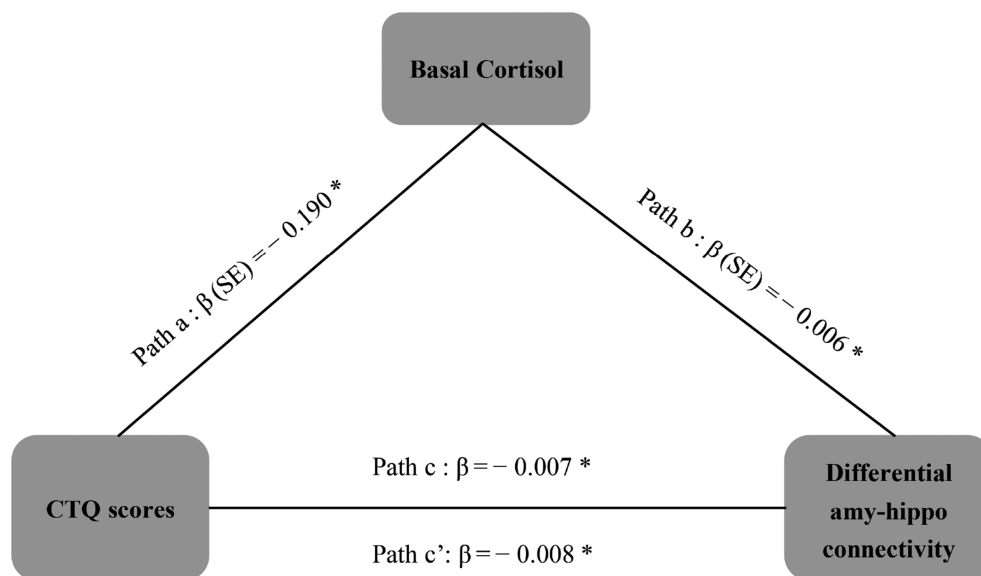 Basal Cortisol
Path a : β (SE) = − 0.190 *
Path b : β (SE) = − 0.006 *
CTQ scores
Path c : β = − 0.007 *
Path c’: β = − 0.008 *
Differential
amy-hippo
connectivity